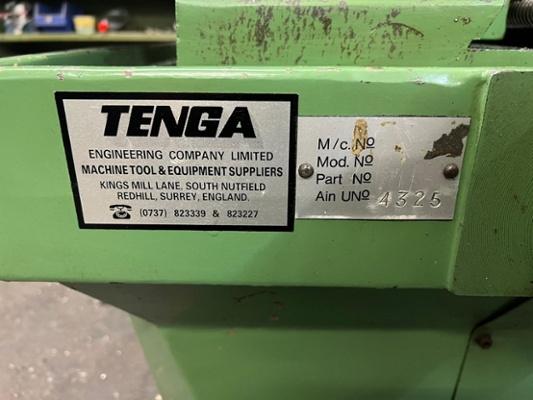 TENGA
ENGINEERING COMPANY LIMITED
MACHINE TOOL & EQUIPMENT SUPPLIERS
KINGS MILL LANE. SOUTH NUTFIELD
REDHILL, SURREY, ENGLAND.
(0737) 823339 & 823227
M/c. No
Mod. No
Part No
Ain UNo 4325